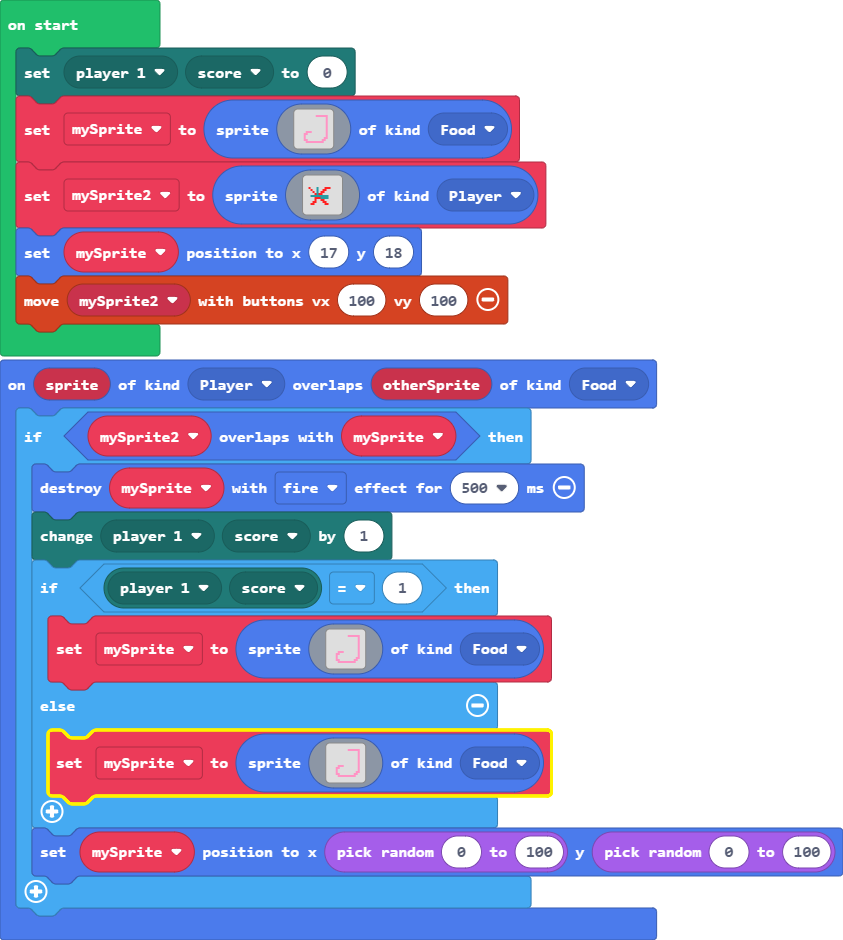 on start
set player 1 score to 0
set mySprite to sprite of kind Food
set mySprite2 to sprite of kind Player
set mySprite position to x 17 y 18
move mySprite2 with buttons vx 100 vy 100
on sprite of kind Player overlaps otherSprite of kind Food
if mySprite2 overlaps with mySprite then
destroy mySprite with fire effect for 500 ms
change player 1 score by 1
if player 1 score = 1 then
set mySprite to sprite of kind Food
else
set mySprite to sprite of kind Food
set mySprite position to x pick random 0 to 100 y pick random 0 to 100